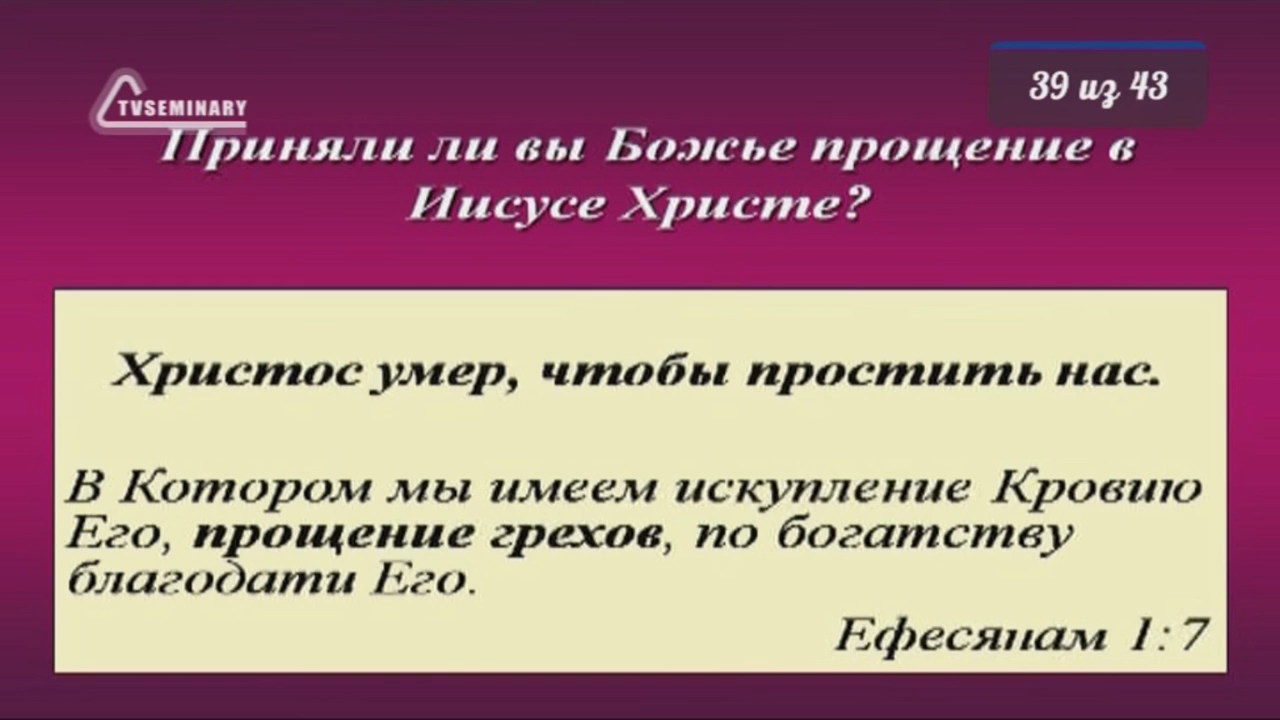 TVSEMINARY
39 из 43
Приняли ли вы Божье прощение в
Иисусе Христе?
Христос умер, чтобы простить нас.
В Котором мы имеем искупление Кровию
Его, прощение грехов, по богатству
благодати Его.
Ефесянам 1:7